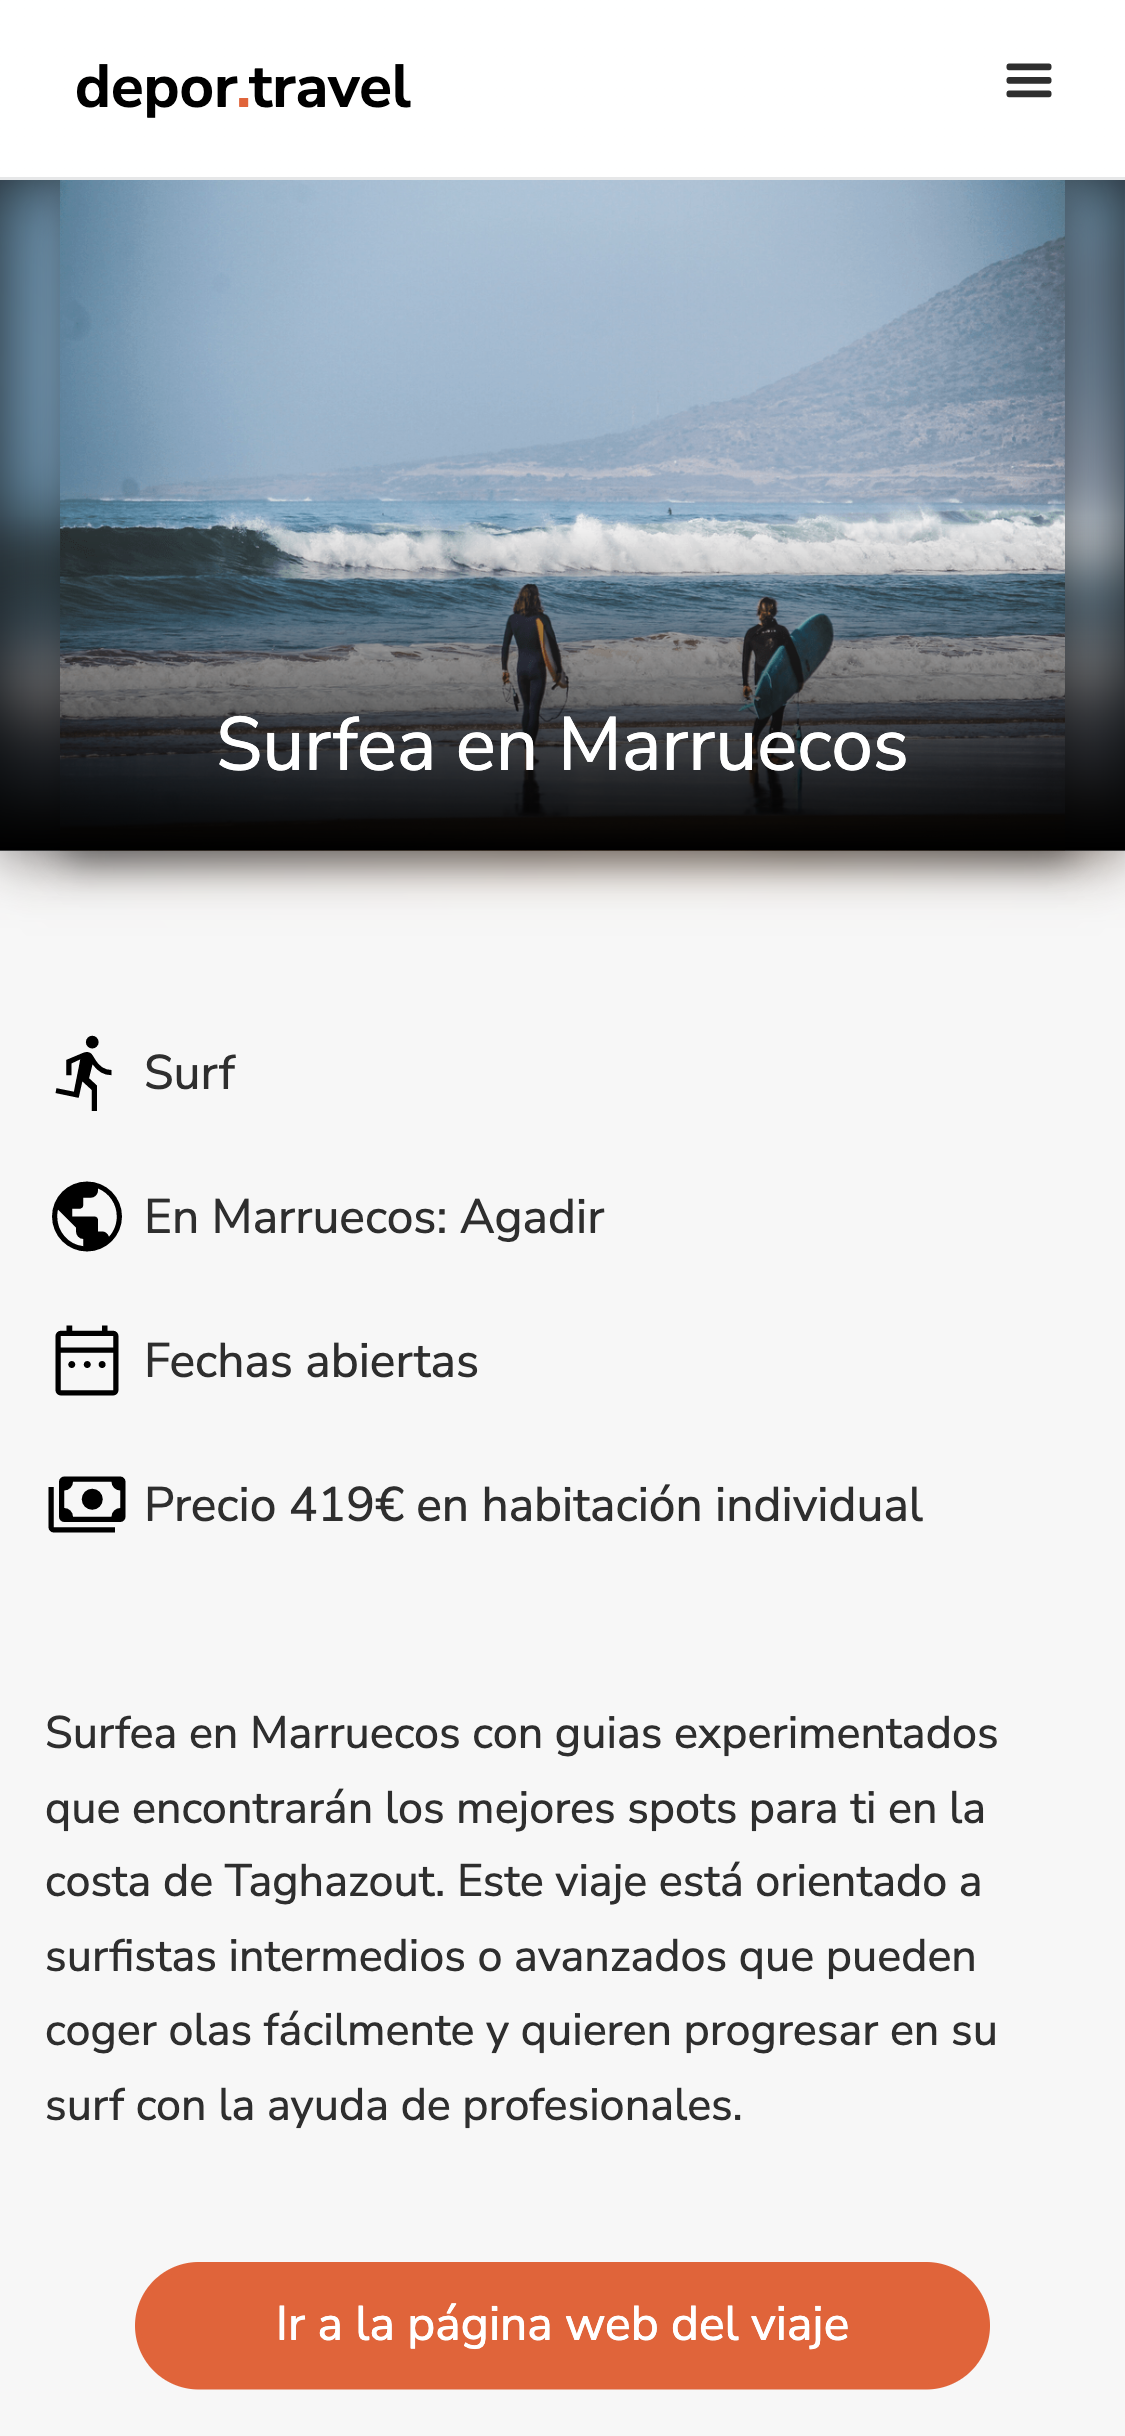 depor.travel
Surfea en Marruecos
Surf
En Marruecos: Agadir
Fechas abiertas
Precio 419€ en habitación individual
Surfea en Marruecos con guias experimentados
que encontrarán los mejores spots para ti en la
costa de Taghazout. Este viaje está orientado a
surfistas intermedios o avanzados que pueden
coger olas fácilmente y quieren progresar en su
surf con la ayuda de profesionales.
Ir a la página web del viaje